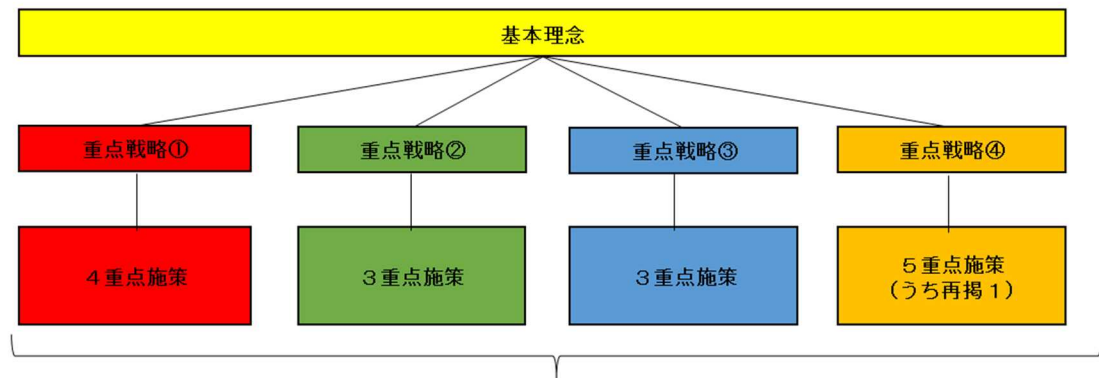 基本理念
重点戦略①
重点戦略②
重点戦略③
重点戦略④
４重点施策
３重点施策
３重点施策
５重点施策
（うち再掲１）